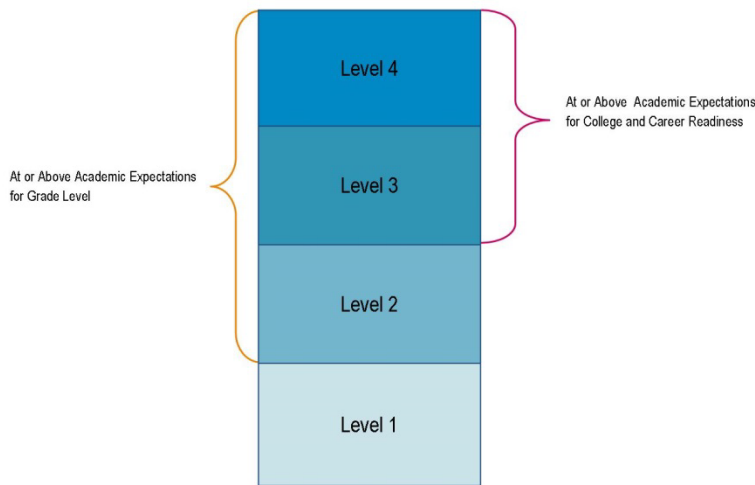 Level 4
At or Above Academic Expectations
for College and Career Readiness
At or Above Academic Expectations
for Grade Level
Level 3
Level 2
Level 1